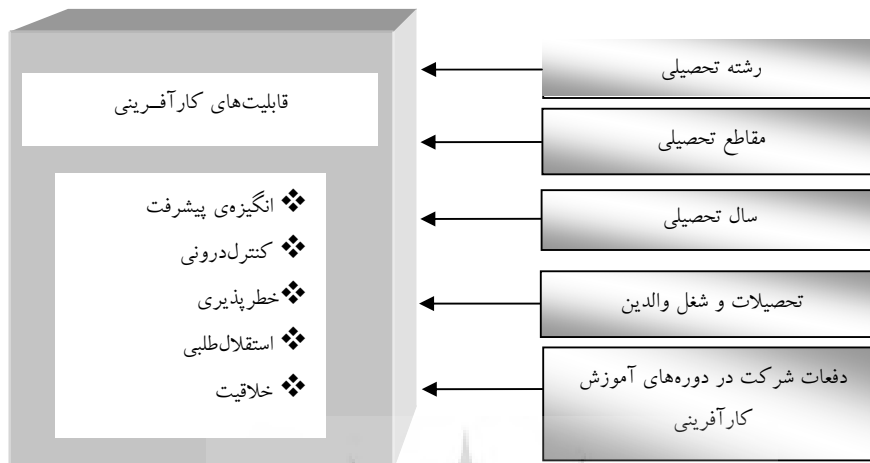 رشته تحصیلی
مقاطع تحصیلی
سال تحصیلی
تحصیلات و شغل والدین
دفعات شرکت در دوره‌های آموزش
کارآفرینی
قابلیت‌های کارآفـرینی
❖ انگیزه‌ی پیشرفت
❖ کنترل‌درونی
❖ خطرپذیری
❖ استقلال‌طلبی
❖ خلاقیت